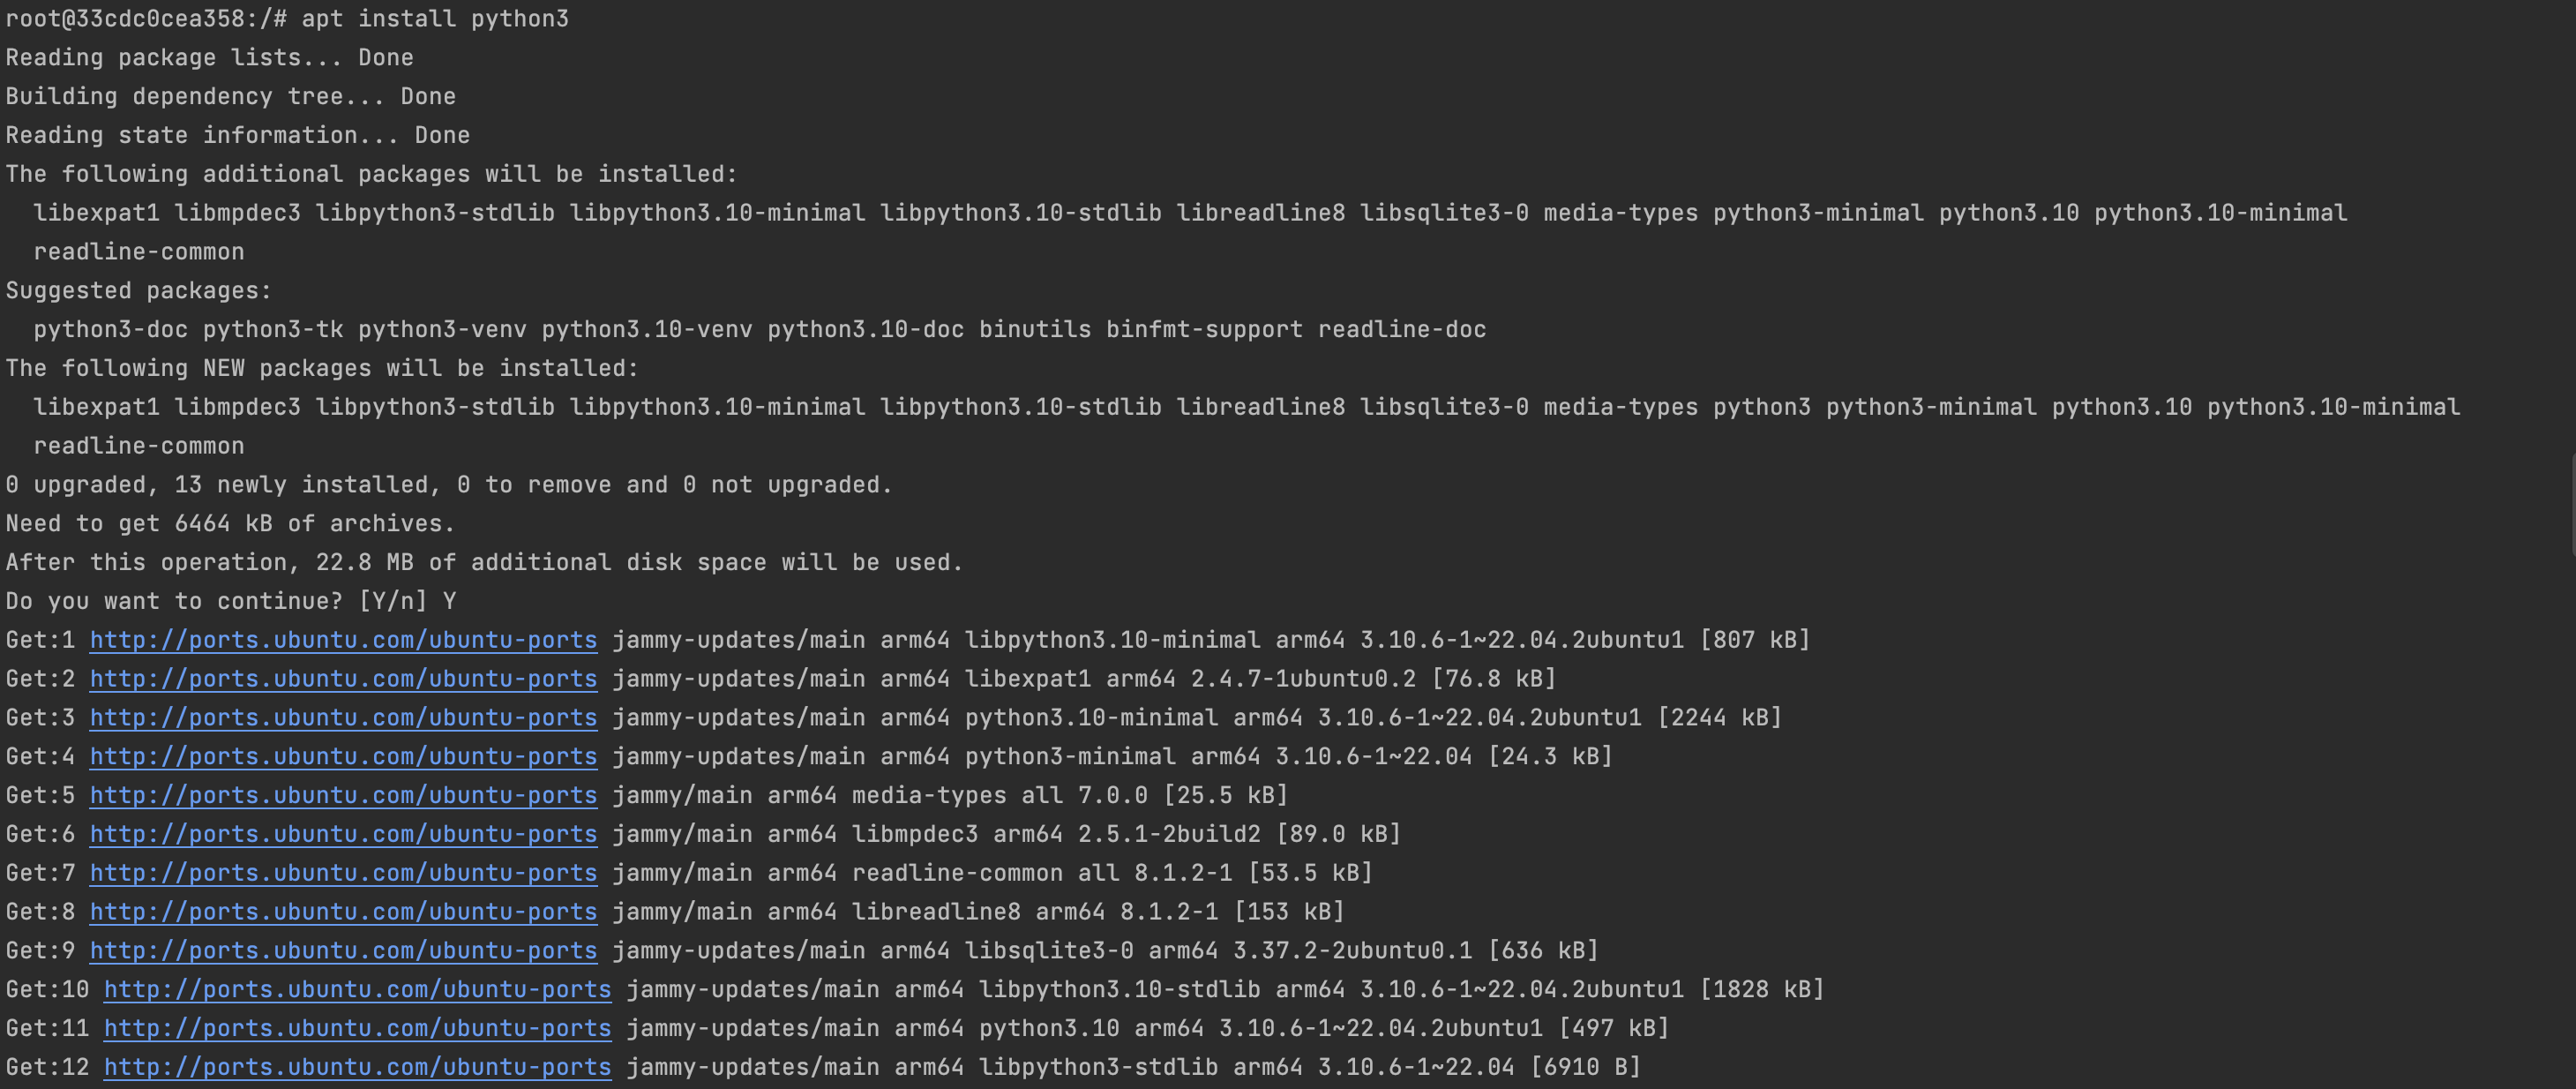 root@33cdc0cea358:/# apt install python3
Reading package lists... Done
Building dependency tree... Done
Reading state information... Done
The following additional packages will be installed:
  libexpat1 libmpdec3 libpython3-stdlib libpython3.10-minimal libpython3.10-stdlib libreadline8 libsqlite3-0 media-types python3-minimal python3.10 python3.10-minimal
  readline-common
Suggested packages:
  python3-doc python3-tk python3-venv python3.10-venv python3.10-doc binutils binfmt-support readline-doc
The following NEW packages will be installed:
  libexpat1 libmpdec3 libpython3-stdlib libpython3.10-minimal libpython3.10-stdlib libreadline8 libsqlite3-0 media-types python3 python3-minimal python3.10 python3.10-minimal
  readline-common
0 upgraded, 13 newly installed, 0 to remove and 0 not upgraded.
Need to get 6464 kB of archives.
After this operation, 22.8 MB of additional disk space will be used.
Do you want to continue? [Y/n] Y
Get:1 http://ports.ubuntu.com/ubuntu-ports jammy-updates/main arm64 libpython3.10-minimal arm64 3.10.6-1~22.04.2ubuntu1 [807 kB]
Get:2 http://ports.ubuntu.com/ubuntu-ports jammy-updates/main arm64 libexpat1 arm64 2.4.7-1ubuntu0.2 [76.8 kB]
Get:3 http://ports.ubuntu.com/ubuntu-ports jammy-updates/main arm64 python3.10-minimal arm64 3.10.6-1~22.04.2ubuntu1 [2244 kB]
Get:4 http://ports.ubuntu.com/ubuntu-ports jammy-updates/main arm64 python3-minimal arm64 3.10.6-1~22.04 [24.3 kB]
Get:5 http://ports.ubuntu.com/ubuntu-ports jammy/main arm64 media-types all 7.0.0 [25.5 kB]
Get:6 http://ports.ubuntu.com/ubuntu-ports jammy/main arm64 libmpdec3 arm64 2.5.1-2build2 [89.0 kB]
Get:7 http://ports.ubuntu.com/ubuntu-ports jammy/main arm64 readline-common all 8.1.2-1 [53.5 kB]
Get:8 http://ports.ubuntu.com/ubuntu-ports jammy/main arm64 libreadline8 arm64 8.1.2-1 [153 kB]
Get:9 http://ports.ubuntu.com/ubuntu-ports jammy-updates/main arm64 libsqlite3-0 arm64 3.37.2-2ubuntu0.1 [636 kB]
Get:10 http://ports.ubuntu.com/ubuntu-ports jammy-updates/main arm64 libpython3.10-stdlib arm64 3.10.6-1~22.04.2ubuntu1 [1828 kB]
Get:11 http://ports.ubuntu.com/ubuntu-ports jammy-updates/main arm64 python3.10 arm64 3.10.6-1~22.04.2ubuntu1 [497 kB]
Get:12 http://ports.ubuntu.com/ubuntu-ports jammy-updates/main arm64 libpython3-stdlib arm64 3.10.6-1~22.04 [6910 B]